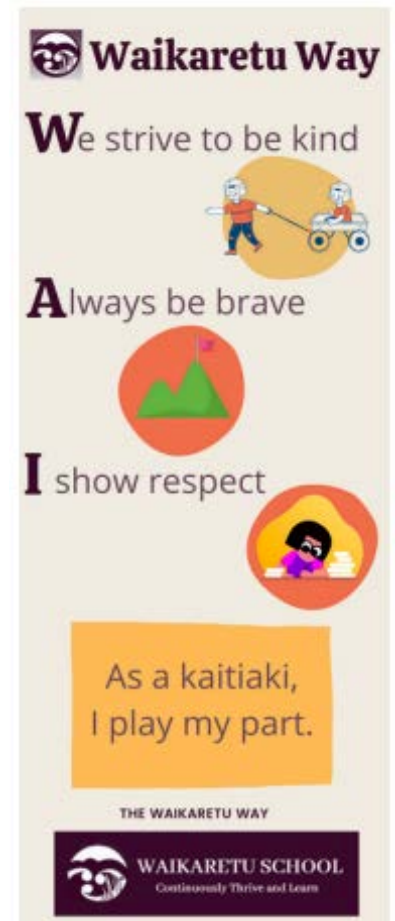 Waikaretu Way
We strive to be kind
Always be brave
I show respect
As a kaitiaki,
I play my part.
THE WAIKARETU WAY
WAIKARETU SCHOOL
Continuously Thrive and Learn